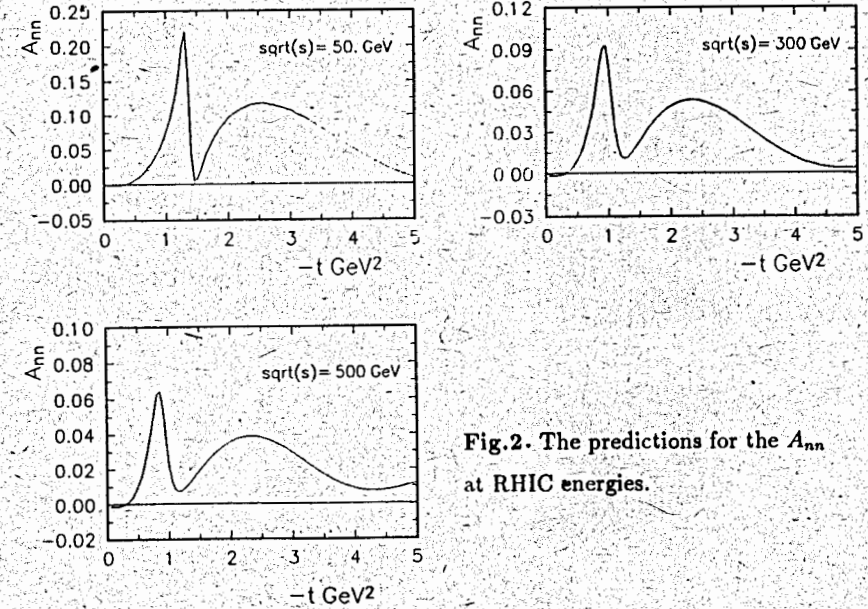 0.25
0.20
0.15
0.10
0.05
0.00
−0.05
Ann
sqrt(s)= 50. GeV
0 1 2 3 4 5
−t GeV²
0.12
0.09
0.06
0.03
0 00
−0.03
Ann
sqrt(s)= 300 GeV
0 1 2 3 4 5
−t GeV²
0.10
0.08
0.06
0.04
0.02
0.00
−0.02
Ann
sqrt(s)= 500 GeV
0 1 2 3 4 5
−t GeV²
Fig.2. The predictions for the Ann
at RHIC energies.